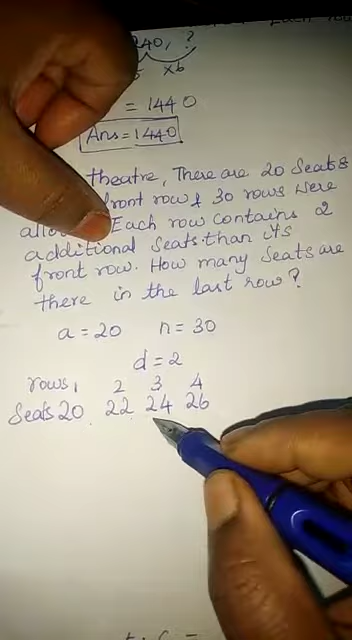 240, ?
xb
= 1440
Ans = 1440
theatre, There are 20 Seats
front row & 30 rows were
Each row contains 2
additional Seats than its
front row. How many Seats are
there in the last row?
a = 20 n = 30
d = 2
rows 1 2 3 4
Seats 20 22 24 26